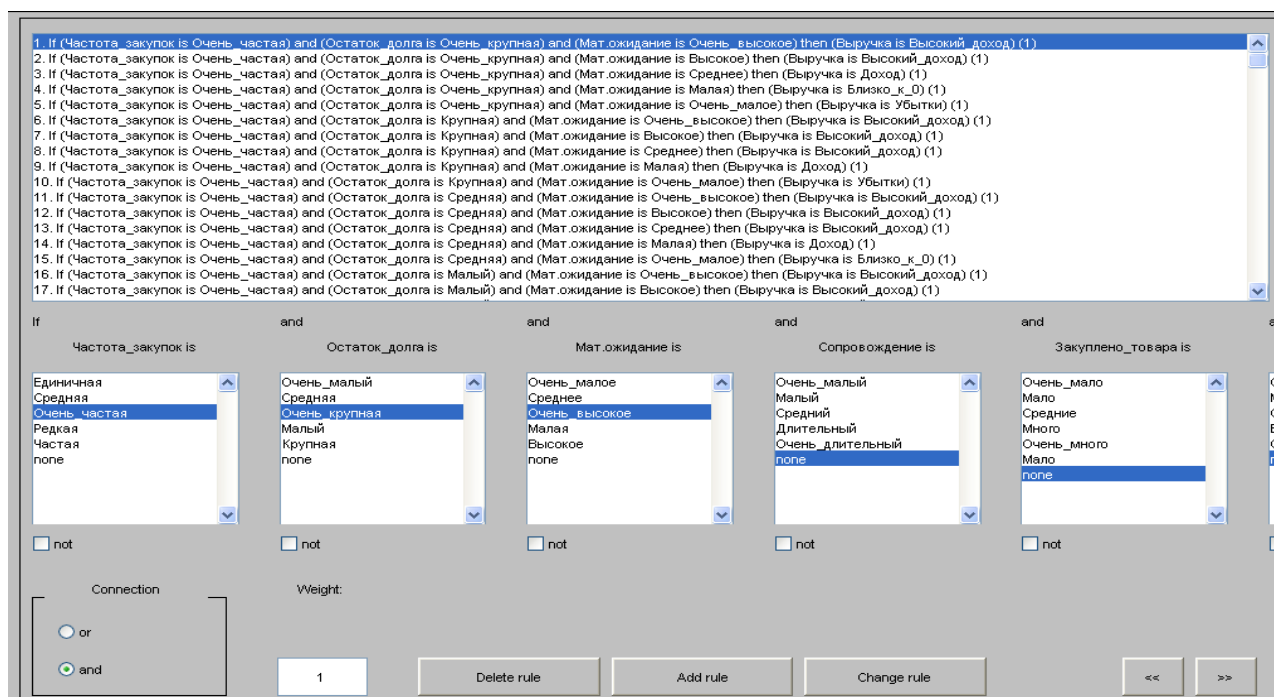 1. If (Частота_закупок is Очень_частая) and (Остаток_долга is Очень_крупная) and (Мат.ожидание is Очень_высокое) then (Выручка is Высокий_доход) (1)
2. If (Частота_закупок is Очень_частая) and (Остаток_долга is Очень_крупная) and (Мат.ожидание is Высокое) then (Выручка is Высокий_доход) (1)
3. If (Частота_закупок is Очень_частая) and (Остаток_долга is Очень_крупная) and (Мат.ожидание is Среднее) then (Выручка is Доход) (1)
4. If (Частота_закупок is Очень_частая) and (Остаток_долга is Очень_крупная) and (Мат.ожидание is Малая) then (Выручка is Близко_к_0) (1)
5. If (Частота_закупок is Очень_частая) and (Остаток_долга is Очень_крупная) and (Мат.ожидание is Очень_малое) then (Выручка is Убытки) (1)
6. If (Частота_закупок is Очень_частая) and (Остаток_долга is Крупная) and (Мат.ожидание is Очень_высокое) then (Выручка is Высокий_доход) (1)
7. If (Частота_закупок is Очень_частая) and (Остаток_долга is Крупная) and (Мат.ожидание is Высокое) then (Выручка is Высокий_доход) (1)
8. If (Частота_закупок is Очень_частая) and (Остаток_долга is Крупная) and (Мат.ожидание is Среднее) then (Выручка is Высокий_доход) (1)
9. If (Частота_закупок is Очень_частая) and (Остаток_долга is Крупная) and (Мат.ожидание is Малая) then (Выручка is Доход) (1)
10. If (Частота_закупок is Очень_частая) and (Остаток_долга is Крупная) and (Мат.ожидание is Очень_малое) then (Выручка is Убытки) (1)
11. If (Частота_закупок is Очень_частая) and (Остаток_долга is Средняя) and (Мат.ожидание is Очень_высокое) then (Выручка is Высокий_доход) (1)
12. If (Частота_закупок is Очень_частая) and (Остаток_долга is Средняя) and (Мат.ожидание is Высокое) then (Выручка is Высокий_доход) (1)
13. If (Частота_закупок is Очень_частая) and (Остаток_долга is Средняя) and (Мат.ожидание is Среднее) then (Выручка is Высокий_доход) (1)
14. If (Частота_закупок is Очень_частая) and (Остаток_долга is Средняя) and (Мат.ожидание is Малая) then (Выручка is Доход) (1)
15. If (Частота_закупок is Очень_частая) and (Остаток_долга is Средняя) and (Мат.ожидание is Очень_малое) then (Выручка is Близко_к_0) (1)
16. If (Частота_закупок is Очень_частая) and (Остаток_долга is Малый) and (Мат.ожидание is Очень_высокое) then (Выручка is Высокий_доход) (1)
17. If (Частота_закупок is Очень_частая) and (Остаток_долга is Малый) and (Мат.ожидание is Высокое) then (Выручка is Высокий_доход) (1)
If and and and and
Частота_закупок is Остаток_долга is Мат.ожидание is Сопровождение is Закуплено_товара is
Единичная Очень_малый Очень_малое Очень_малый Очень_мало
Средняя Средняя Среднее Малый Мало
Очень_частая Очень_крупная Очень_высокое Средний Средние
Редкая Малый Малая Длительный Много
Частая Крупная Высокое Очень_длительный Очень_много
none none none none Мало
none
not not not not not
Connection Weight:
or
and 1 Delete rule Add rule Change rule << >>